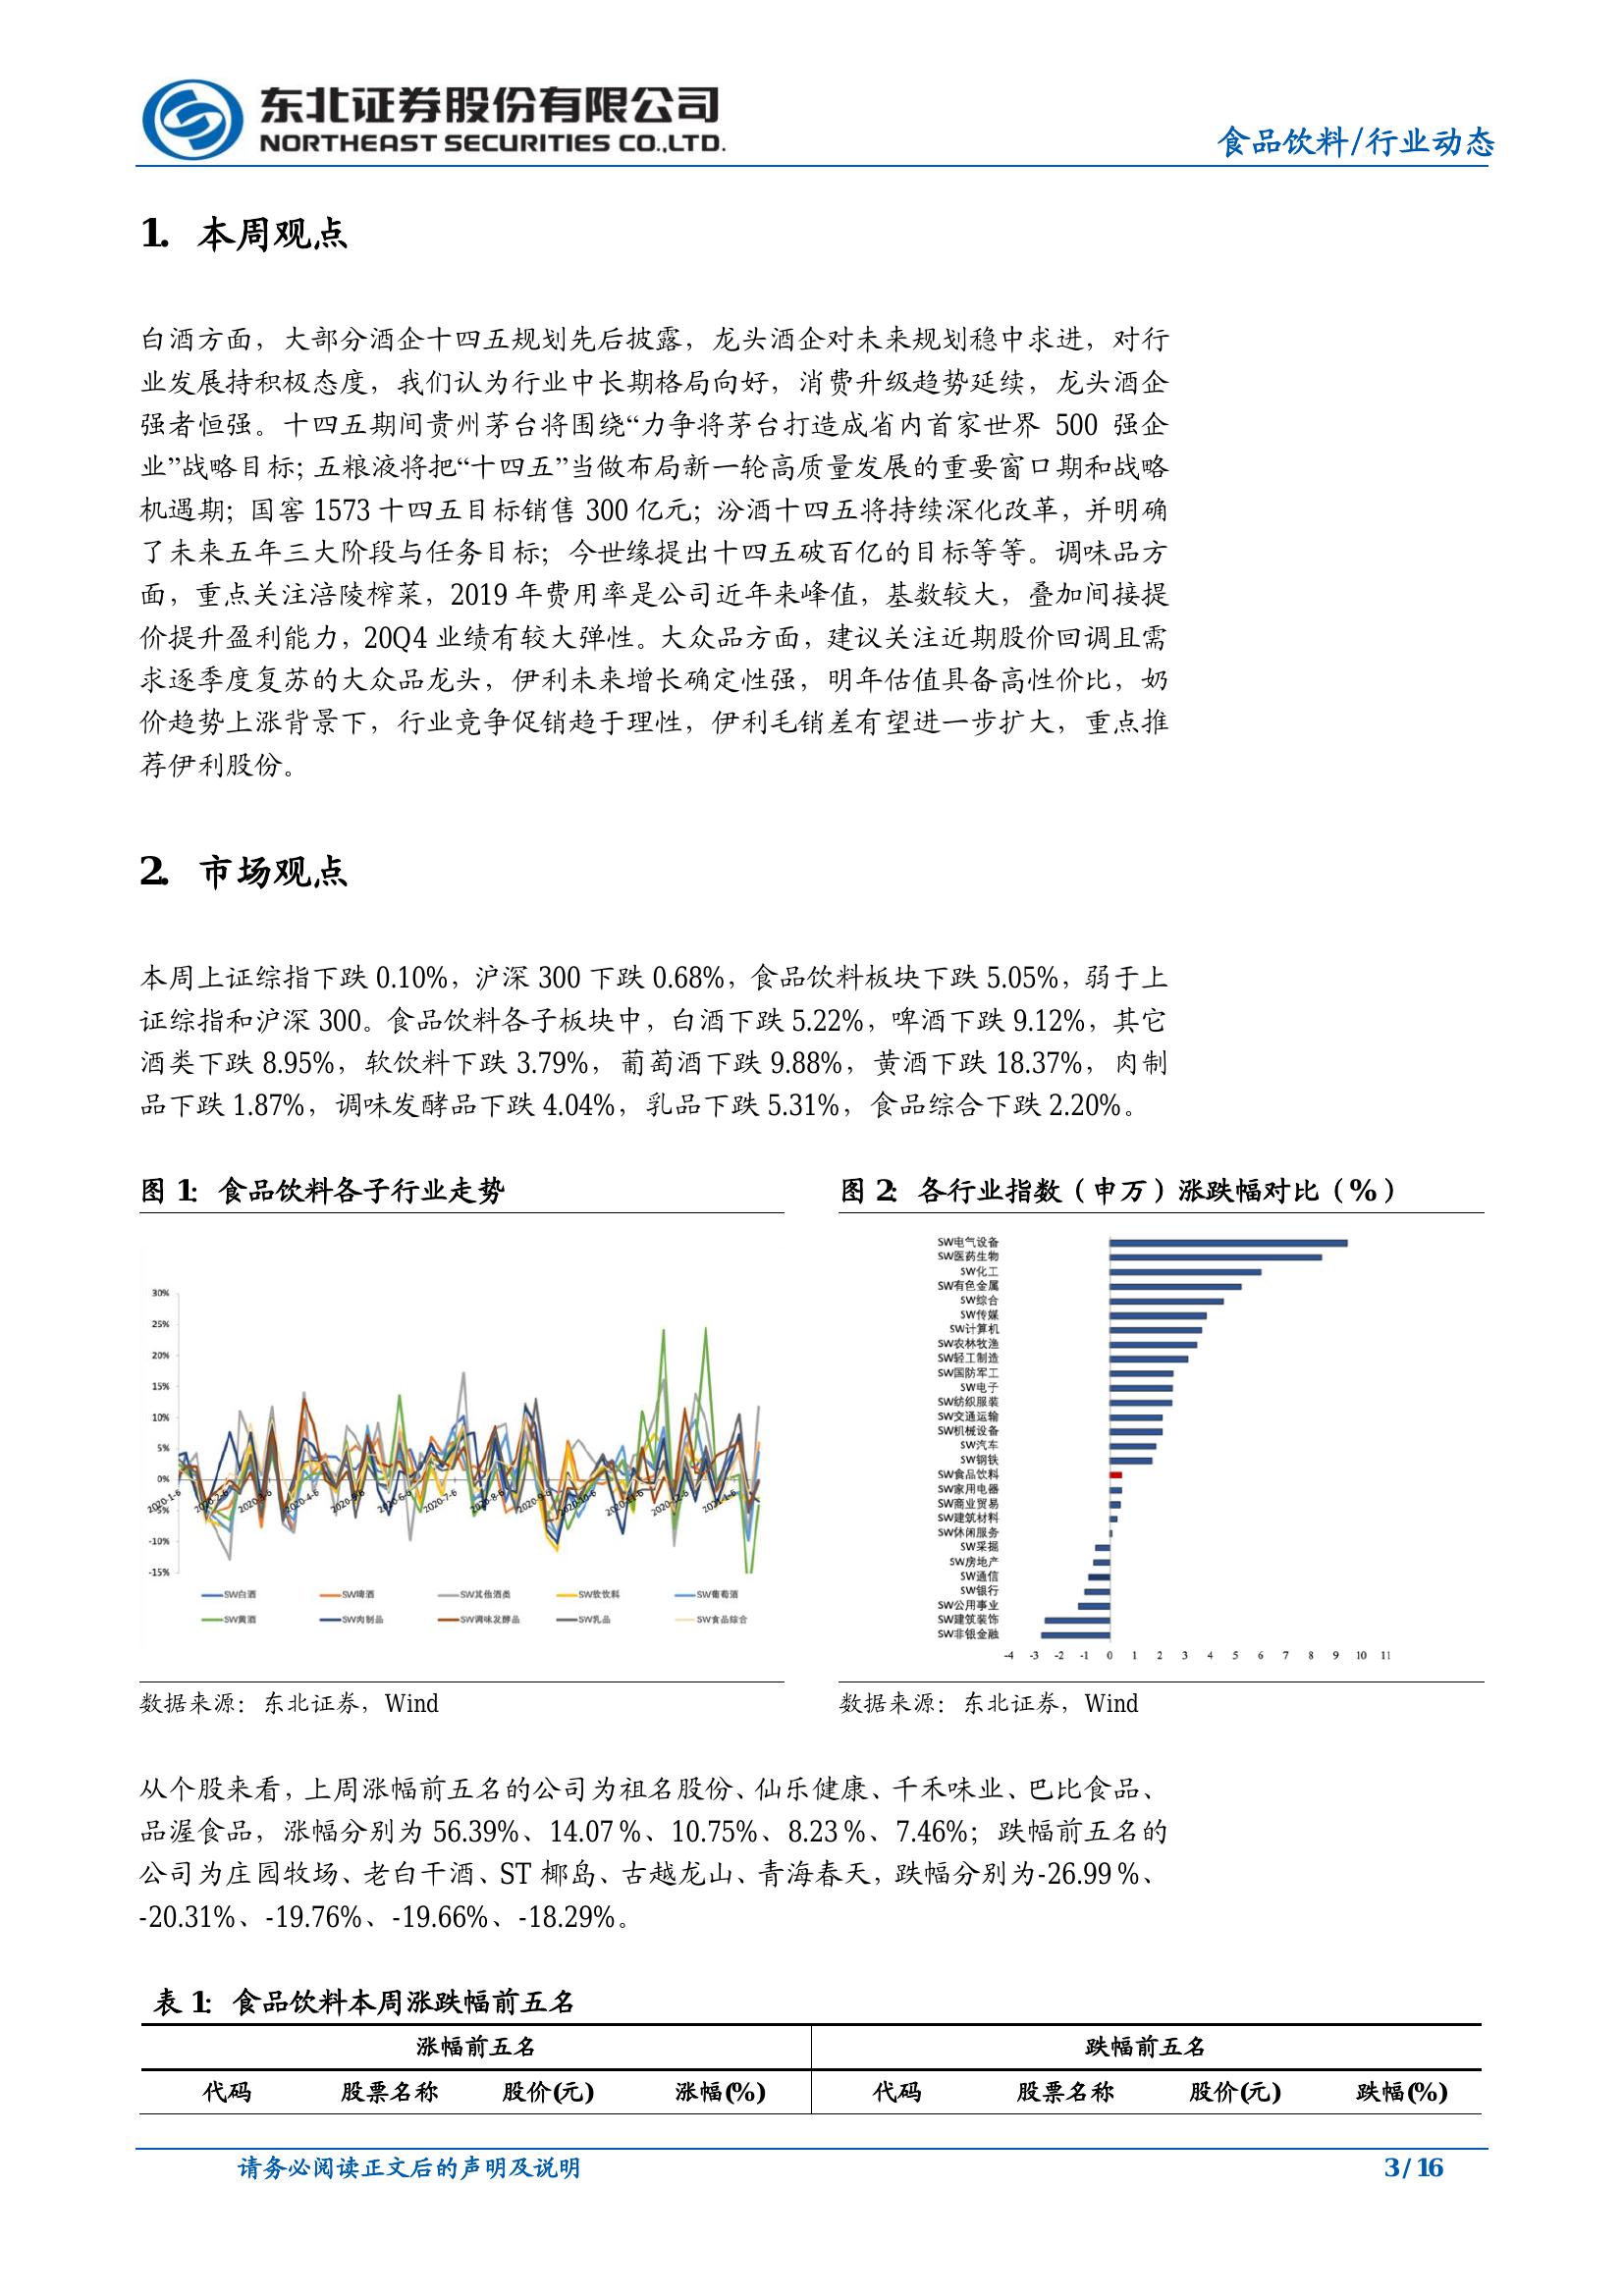 东北证券股份有限公司
NORTHEAST SECURITIES CO.,LTD.
食品饮料/行业动态
1. 本周观点
白酒方面，大部分酒企十四五规划先后披露，龙头酒企对未来规划稳中求进，对行
业发展持积极态度，我们认为行业中长期格局向好，消费升级趋势延续，龙头酒企
强者恒强。十四五期间贵州茅台将围绕“力争将茅台打造成省内首家世界 500 强企
业”战略目标；五粮液将把“十四五”当做布局新一轮高质量发展的重要窗口期和战略
机遇期；国窖 1573 十四五目标销售 300 亿元；汾酒十四五将持续深化改革，并明确
了未来五年三大阶段与任务目标；今世缘提出十四五破百亿的目标等等。调味品方
面，重点关注涪陵榨菜，2019 年费用率是公司近年来峰值，基数较大，叠加间接提
价提升盈利能力，20Q4 业绩有较大弹性。大众品方面，建议关注近期股价回调且需
求逐季度复苏的大众品龙头，伊利未来增长确定性强，明年估值具备高性价比，奶
价趋势上涨背景下，行业竞争促销趋于理性，伊利毛销差有望进一步扩大，重点推
荐伊利股份。
2. 市场观点
本周上证综指下跌 0.10%，沪深 300 下跌 0.68%，食品饮料板块下跌 5.05%，弱于上
证综指和沪深 300。食品饮料各子板块中，白酒下跌 5.22%，啤酒下跌 9.12%，其它
酒类下跌 8.95%，软饮料下跌 3.79%，葡萄酒下跌 9.88%，黄酒下跌 18.37%，肉制
品下跌 1.87%，调味发酵品下跌 4.04%，乳品下跌 5.31%，食品综合下跌 2.20%。
图 1：食品饮料各子行业走势
30%
25%
20%
15%
10%
5%
0%
-5%
-10%
-15%
2020-1-6 2020-2-6 2020-3-6 2020-4-6 2020-5-6 2020-6-6 2020-7-6 2020-8-6 2020-9-6 2020-10-6 2020-11-6 2020-12-6 2021-1-6
SW白酒 SW啤酒 SW其他酒类 SW软饮料 SW葡萄酒
SW黄酒 SW肉制品 SW调味发酵品 SW乳品 SW食品综合
数据来源：东北证券，Wind
图 2：各行业指数（申万）涨跌幅对比（%）
SW电气设备
SW医药生物
SW化工
SW有色金属
SW综合
SW传媒
SW计算机
SW农林牧渔
SW轻工制造
SW国防军工
SW电子
SW纺织服装
SW交通运输
SW机械设备
SW汽车
SW钢铁
SW食品饮料
SW家用电器
SW商业贸易
SW建筑材料
SW休闲服务
SW采掘
SW房地产
SW通信
SW银行
SW公用事业
SW建筑装饰
SW非银金融
-4 -3 -2 -1 0 1 2 3 4 5 6 7 8 9 10 11
数据来源：东北证券，Wind
从个股来看，上周涨幅前五名的公司为祖名股份、仙乐健康、千禾味业、巴比食品、
品渥食品，涨幅分别为 56.39%、14.07 %、10.75%、8.23 %、7.46%；跌幅前五名的
公司为庄园牧场、老白干酒、ST 椰岛、古越龙山、青海春天，跌幅分别为-26.99 %、
-20.31%、-19.76%、-19.66%、-18.29%。
表 1：食品饮料本周涨跌幅前五名
涨幅前五名 跌幅前五名
代码 股票名称 股价(元) 涨幅(%) 代码 股票名称 股价(元) 跌幅(%)
请务必阅读正文后的声明及说明
3 / 16